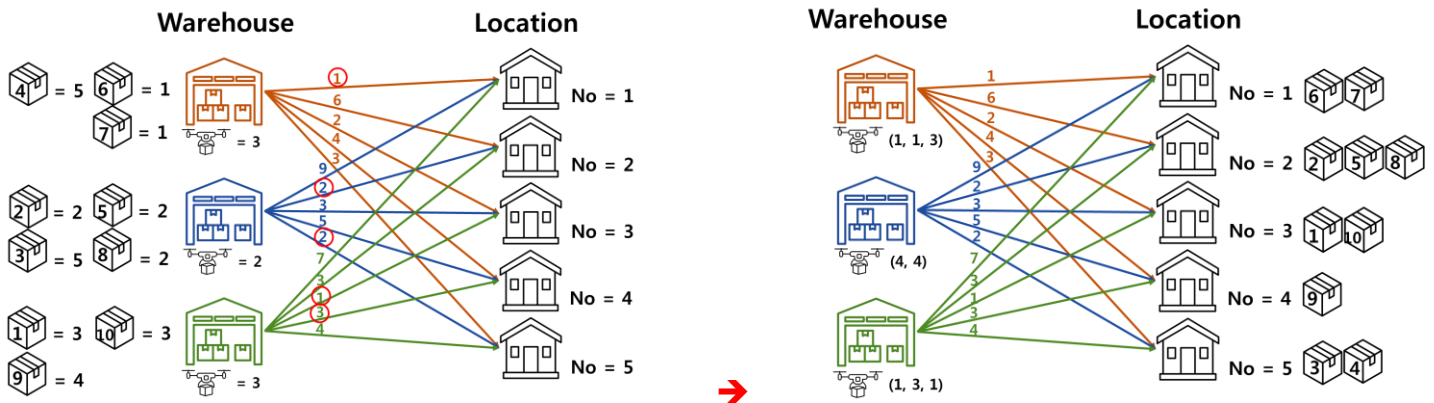 Warehouse Location
4 = 5 6 = 1
7 = 1
= 3
1
6
2
4
3
No = 1
No = 2
2 = 2 5 = 2
3 = 5 8 = 2
= 2
9
2
3
5
2
No = 3
No = 4
1 = 3 10 = 3
9 = 4
= 3
7
3
1
3
4
No = 5
Warehouse Location
(1, 1, 3)
1
6
2
4
3
No = 1 6 7
No = 2 2 5 8
(4, 4)
9
2
3
5
2
No = 3 1 10
No = 4 9
(1, 3, 1)
7
3
1
3
4
No = 5 3 4